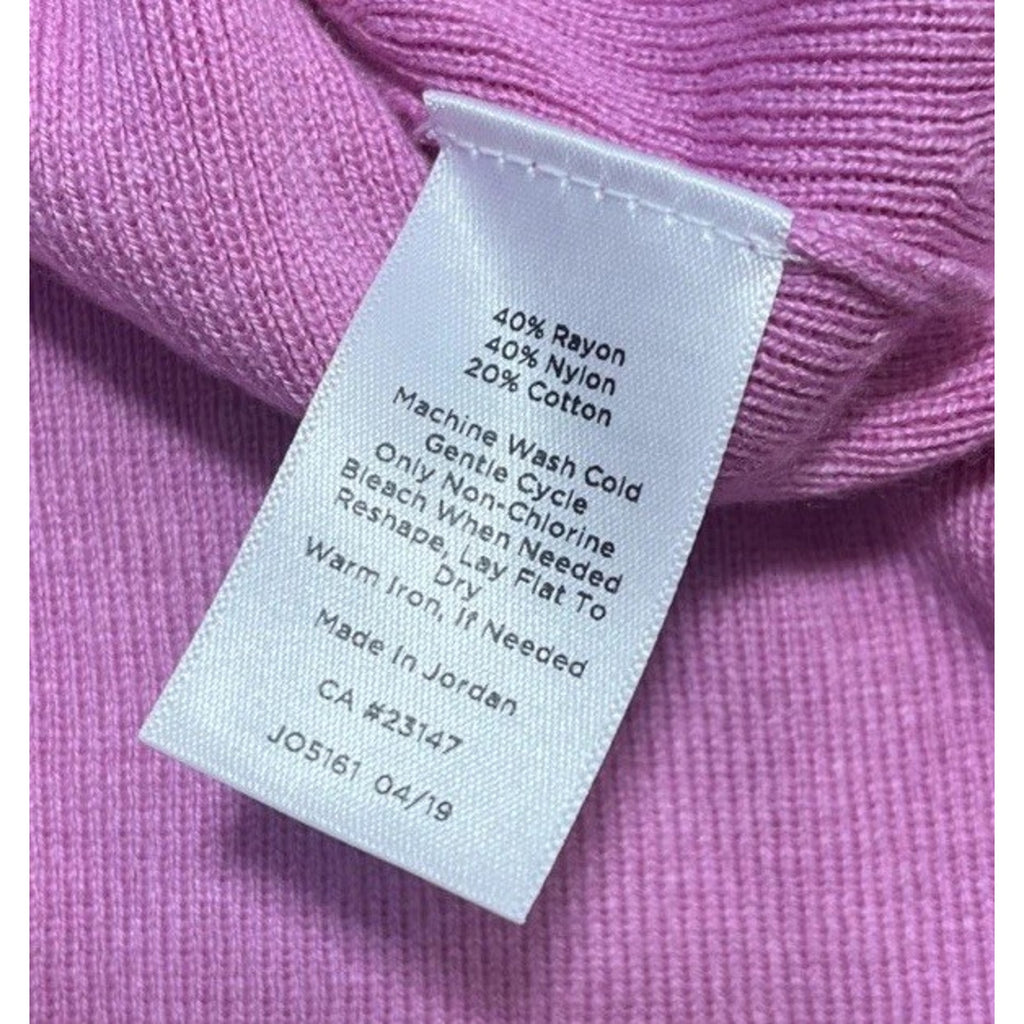 40% Rayon
40% Nylon
20% Cotton
Machine Wash Cold
Gentle Cycle
Only Non-Chlorine
Bleach When Needed
Reshape, Lay Flat To
Dry
Warm Iron, If Needed
Made In Jordan
CA #23147
JO5161 04/19